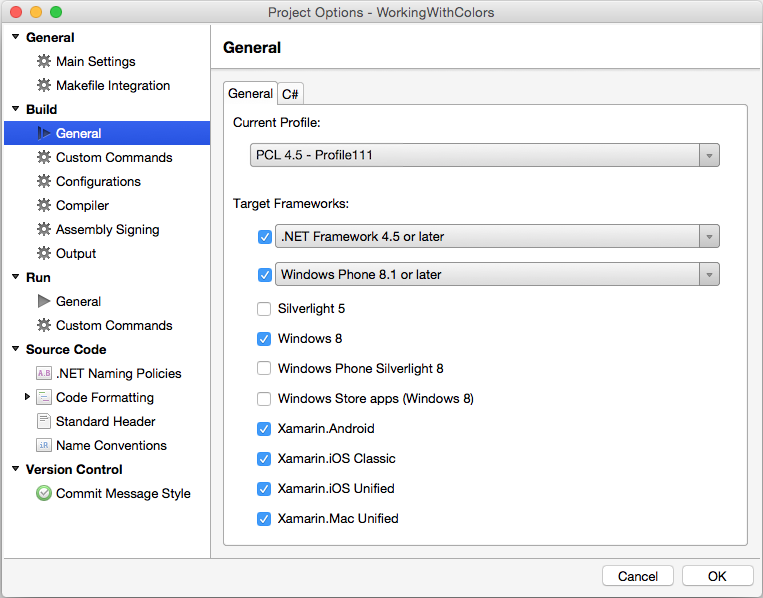 Project Options - WorkingWithColors
General
Main Settings
Makefile Integration
Build
General
Custom Commands
Configurations
Compiler
Assembly Signing
Output
Run
General
Custom Commands
Source Code
A.B .NET Naming Policies
Code Formatting
Standard Header
iR Name Conventions
Version Control
Commit Message Style
General
General C#
Current Profile:
PCL 4.5 - Profile111
Target Frameworks:
.NET Framework 4.5 or later
Windows Phone 8.1 or later
Silverlight 5
Windows 8
Windows Phone Silverlight 8
Windows Store apps (Windows 8)
Xamarin.Android
Xamarin.iOS Classic
Xamarin.iOS Unified
Xamarin.Mac Unified
Cancel OK